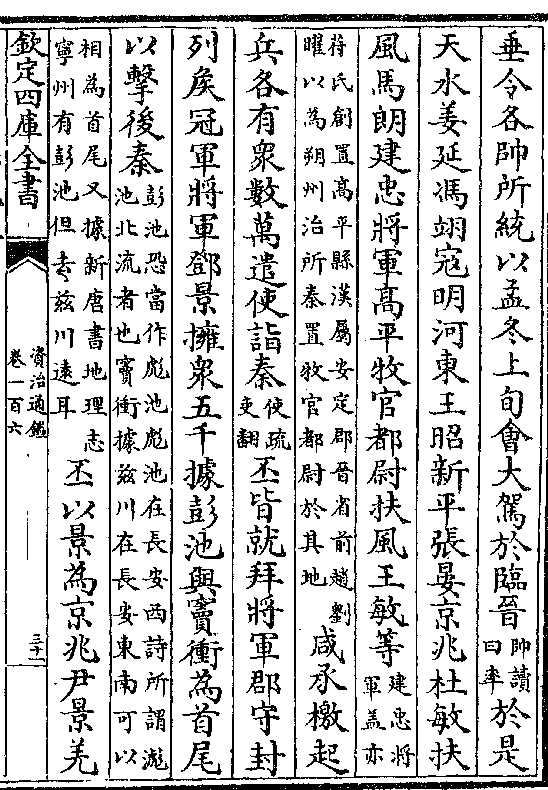 垂令各帥所統以孟冬上旬會大駕於臨晉帥讀曰率於是
天水姜延馮翊宼明河東王昭新平張晏京兆杜敏扶
風馬朗建忠將軍髙平牧官都尉扶風王敏等建忠將軍盖亦
苻氏創置髙平縣漢屬安定郡晉省前趙劉曜以為朔州治所秦置牧官都尉於其地咸承檄起
兵各有衆數萬遣使詣秦使疏吏翻丕皆就拜將軍郡守封
列矦冠軍將軍鄧景擁衆五千據彭池與竇衝為首尾
以擊後秦彭池恐當作彪池彪池在長安西詩所謂滮池北流者也竇衝據兹川在長安東南可以
相為首尾又據新唐書地理志寧州有彭池但去兹川逺耳丕以景為京兆尹景羌
欽定四庫全書
資治通鑑
卷一百六
三十一